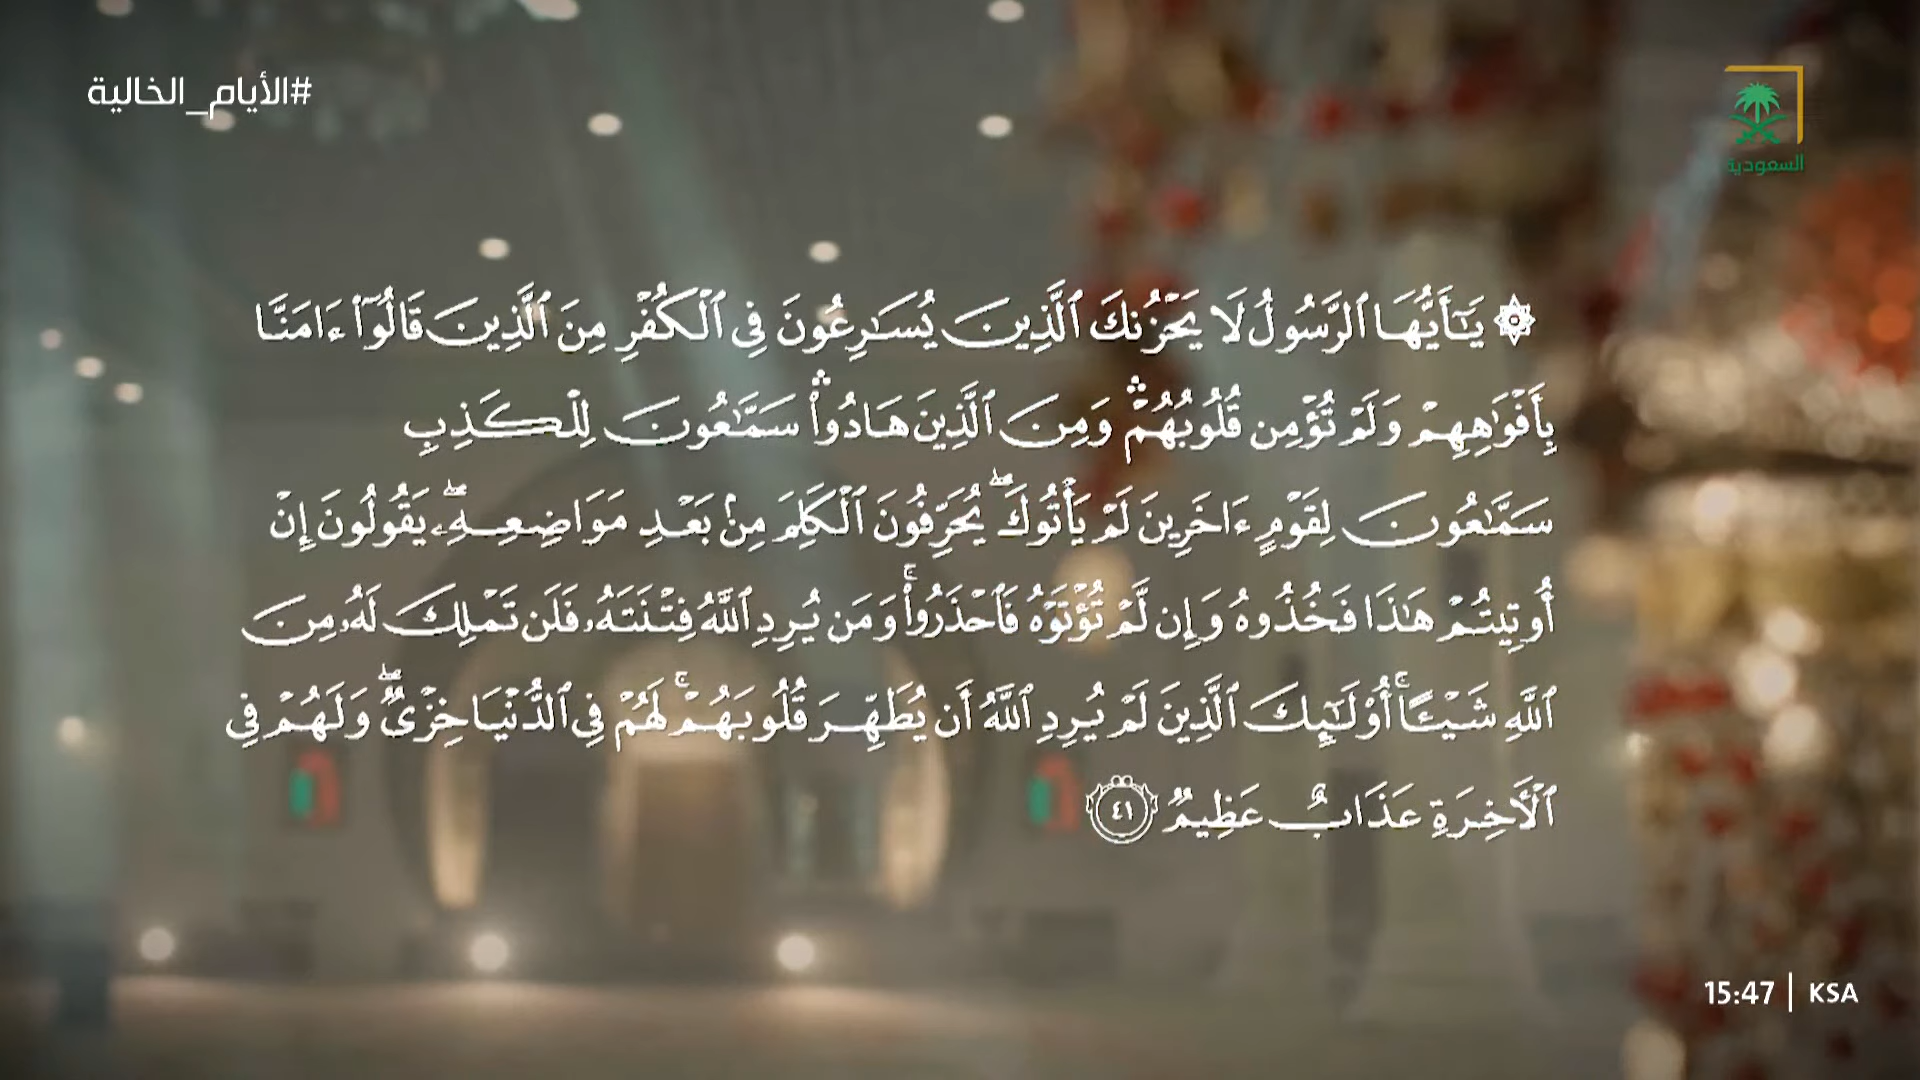 #الأيام_الخالية
السعودية
۞ يَـٰٓأَيُّهَا ٱلرَّسُولُ لَا يَحْزُنكَ ٱلَّذِينَ يُسَـٰرِعُونَ فِى ٱلْكُفْرِ مِنَ ٱلَّذِينَ قَالُوٓا۟ ءَامَنَّا
بِأَفْوَٰهِهِمْ وَلَمْ تُؤْمِن قُلُوبُهُمْ ۛ وَمِنَ ٱلَّذِينَ هَادُوا۟ ۛ سَمَّـٰعُونَ لِلْكَذِبِ
سَمَّـٰعُونَ لِقَوْمٍ ءَاخَرِينَ لَمْ يَأْتُوكَ ۖ يُحَرِّفُونَ ٱلْكَلِمَ مِنۢ بَعْدِ مَوَاضِعِهِۦ ۖ يَقُولُونَ إِنْ
أُوتِيتُمْ هَـٰذَا فَخُذُوهُ وَإِن لَّمْ تُؤْتَوْهُ فَٱحْذَرُوا۟ ۚ وَمَن يُرِدِ ٱللَّهُ فِتْنَتَهُۥ فَلَن تَمْلِكَ لَهُۥ مِنَ
ٱللَّهِ شَيْـًٔا ۚ أُو۟لَـٰٓئِكَ ٱلَّذِينَ لَمْ يُرِدِ ٱللَّهُ أَن يُطَهِّرَ قُلُوبَهُمْ ۚ لَهُمْ فِى ٱلدُّنْيَا خِزْىٌ ۖ وَلَهُمْ فِى
ٱلْـَٔاخِرَةِ عَذَابٌ عَظِيمٌ ٤١
15:47 | KSA